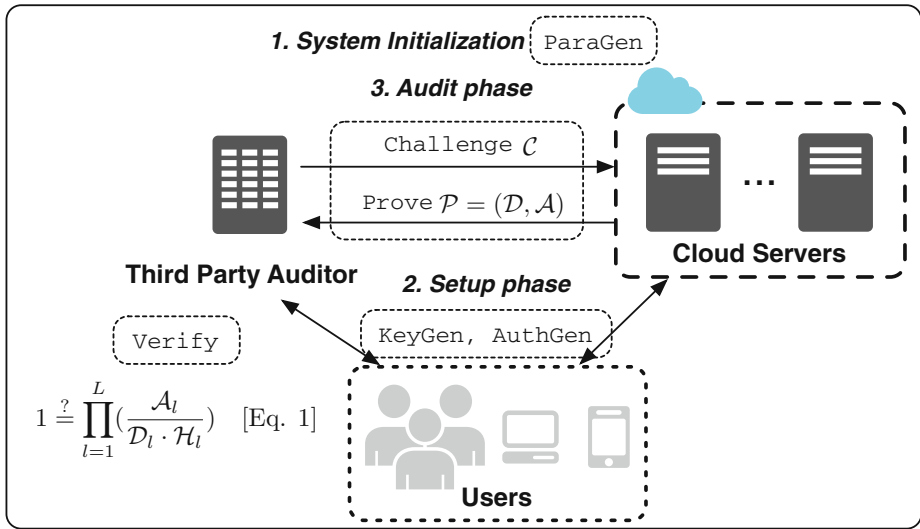 1. System Initialization ParaGen
3. Audit phase
Challenge 𝒞
Prove 𝒫 = (𝒟, 𝒜)
...
Cloud Servers
Third Party Auditor
2. Setup phase
Verify
KeyGen, AuthGen
1 ≟ ∏_{l=1}^{L} (𝒜_l / (𝒟_l · ℋ_l)) [Eq. 1]
Users